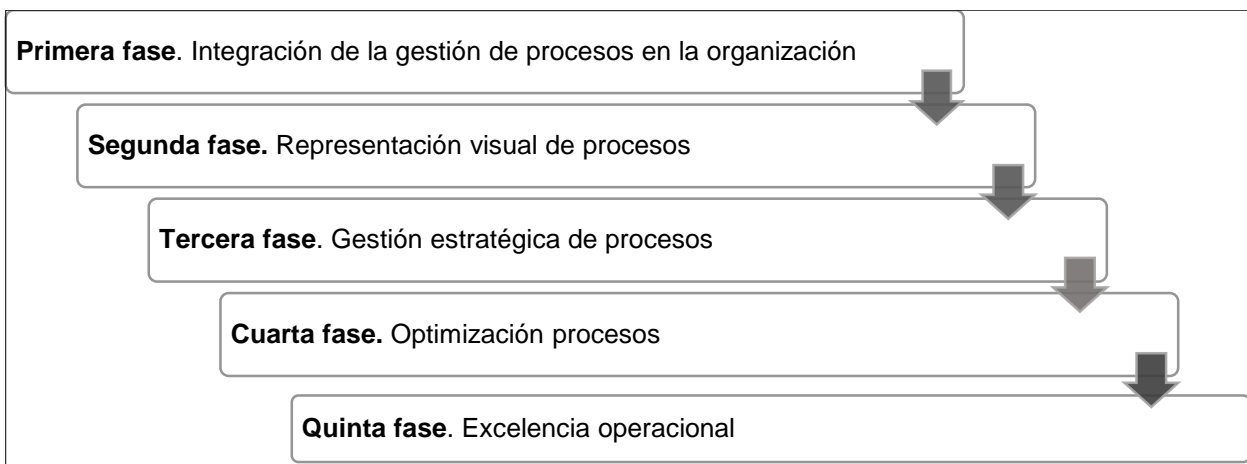 Primera fase. Integración de la gestión de procesos en la organización
Segunda fase. Representación visual de procesos
Tercera fase. Gestión estratégica de procesos
Cuarta fase. Optimización procesos
Quinta fase. Excelencia operacional